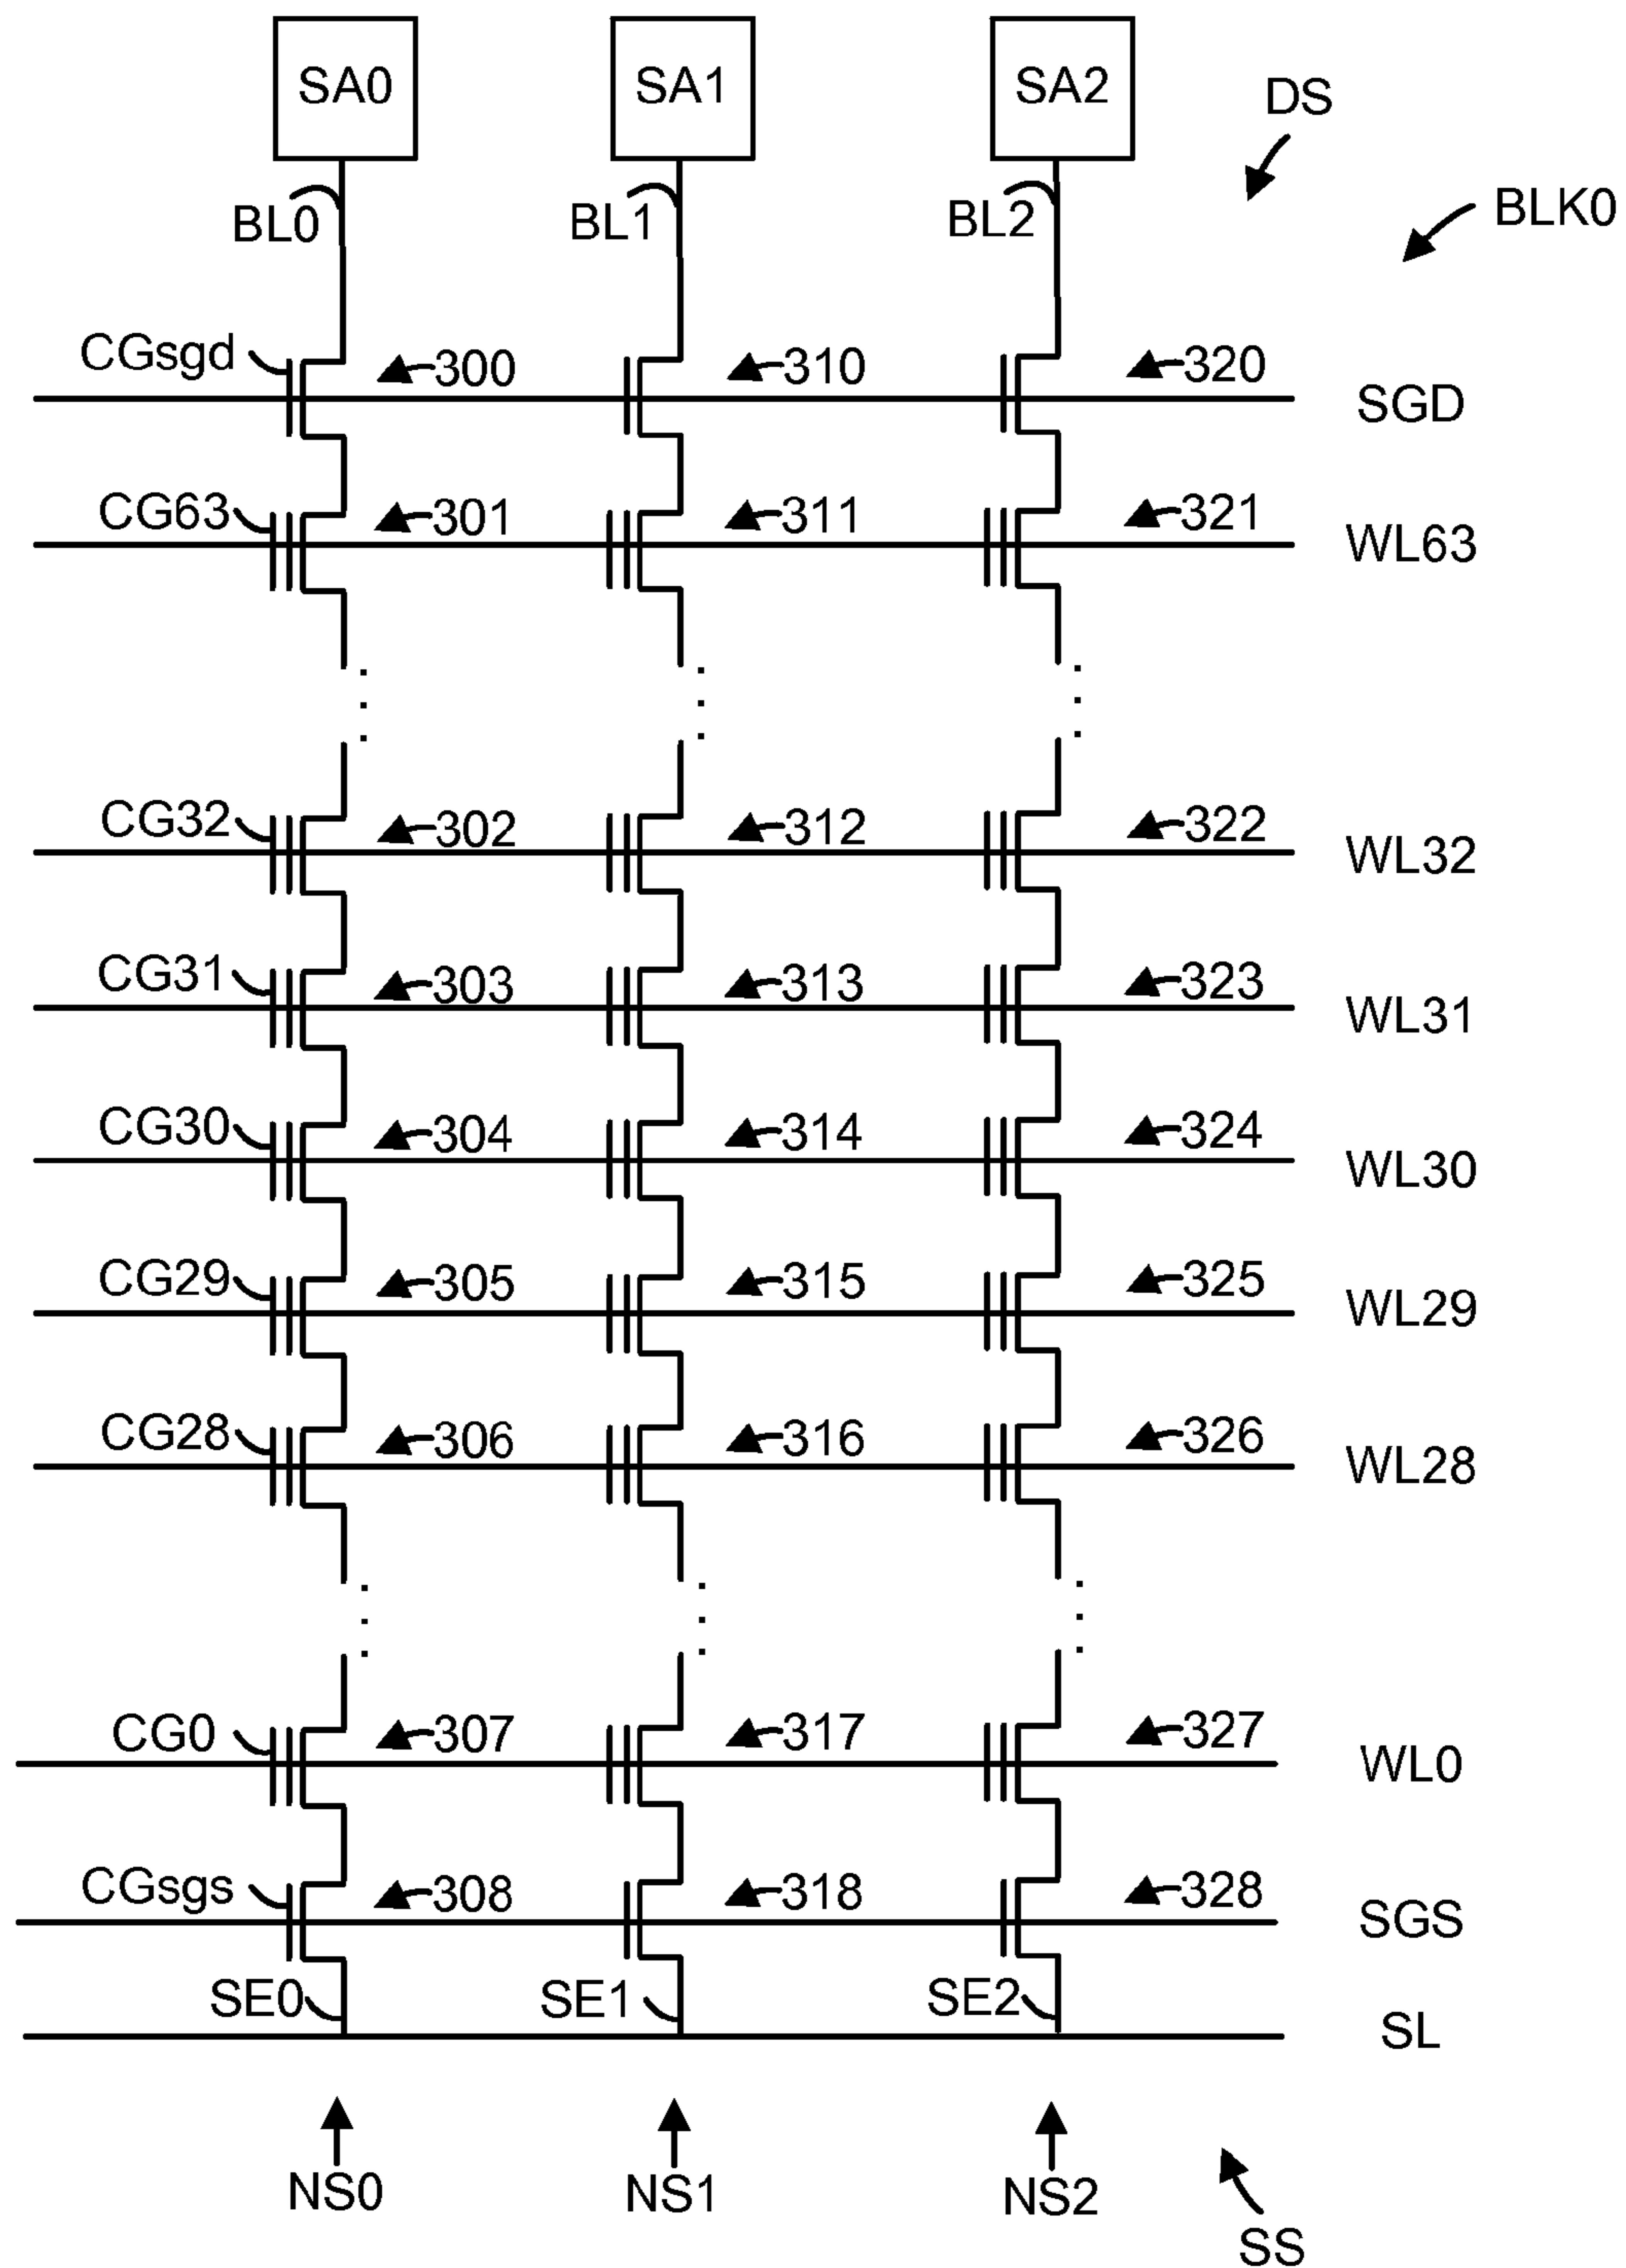 SA0 SA1 SA2
DS
BL0 BL1 BL2 BLK0
CGsgd 300 310 320 SGD
CG63 301 311 321 WL63
CG32 302 312 322 WL32
CG31 303 313 323 WL31
CG30 304 314 324 WL30
CG29 305 315 325 WL29
CG28 306 316 326 WL28
CG0 307 317 327 WL0
CGsgs 308 318 328 SGS
SE0 SE1 SE2 SL
NS0 NS1 NS2
SS